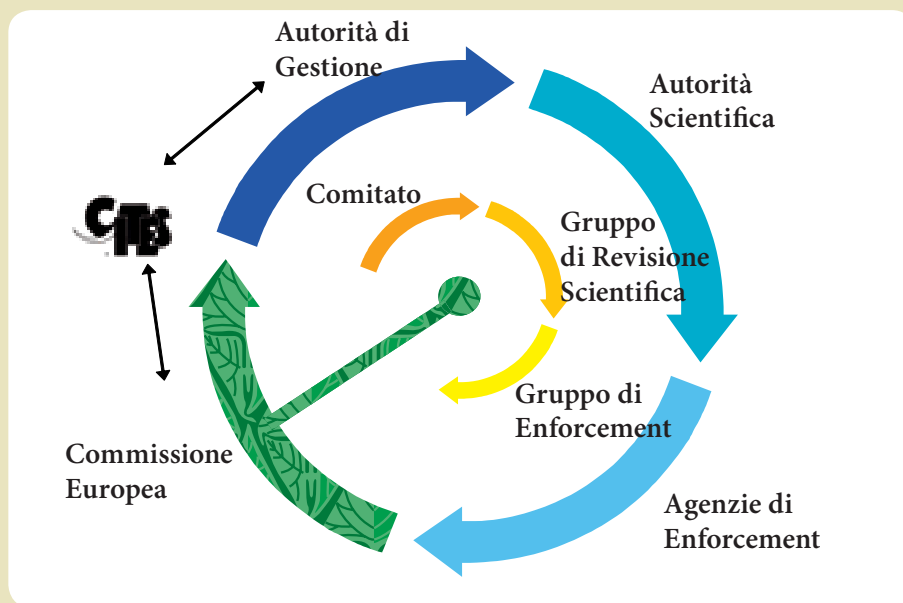 Autorità di
Gestione
Autorità
Scientifica
CITES
Comitato
Gruppo
di Revisione
Scientifica
Gruppo di
Enforcement
Commissione
Europea
Agenzie di
Enforcement